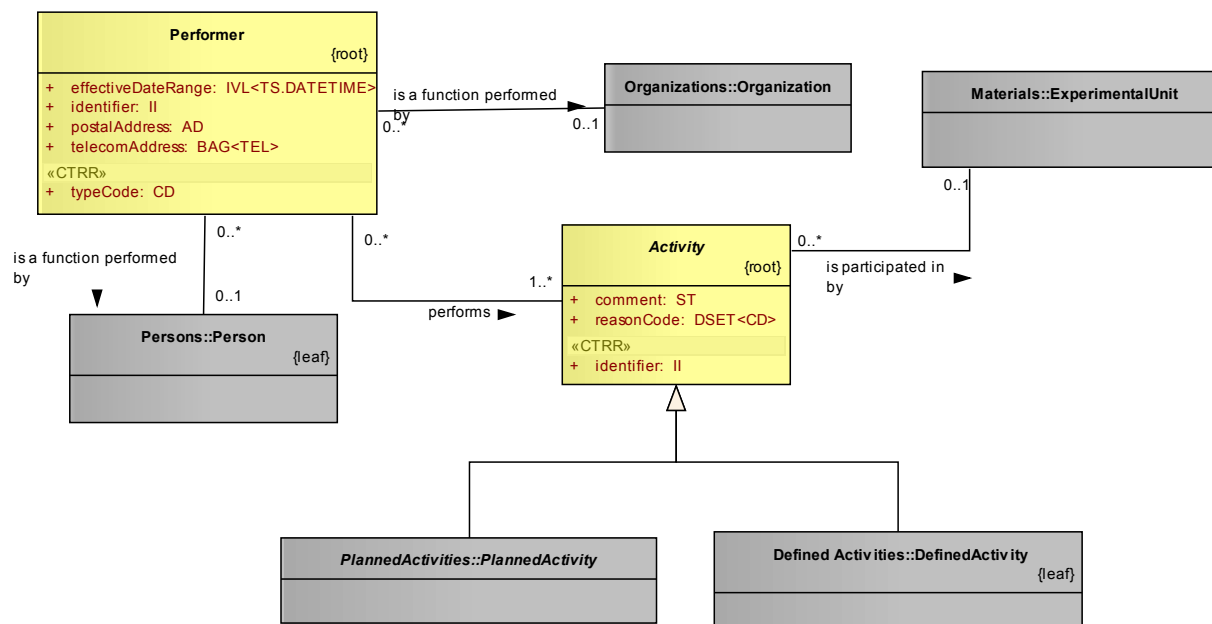 Performer
{root}
+ effectiveDateRange: IVL<TS.DATETIME>
+ identifier: II
+ postalAddress: AD
+ telecomAddress: BAG<TEL>
«CTRR»
+ typeCode: CD
is a function performed
by
0..*
0..1
Organizations::Organization
Materials::ExperimentalUnit
0..1
0..*
is a function performed
by
0..1
Persons::Person
{leaf}
0..*
performs
1..*
Activity
{root}
+ comment: ST
+ reasonCode: DSET<CD>
«CTRR»
+ identifier: II
0..*
is participated in
by
PlannedActivities::PlannedActivity
Defined Activities::DefinedActivity
{leaf}